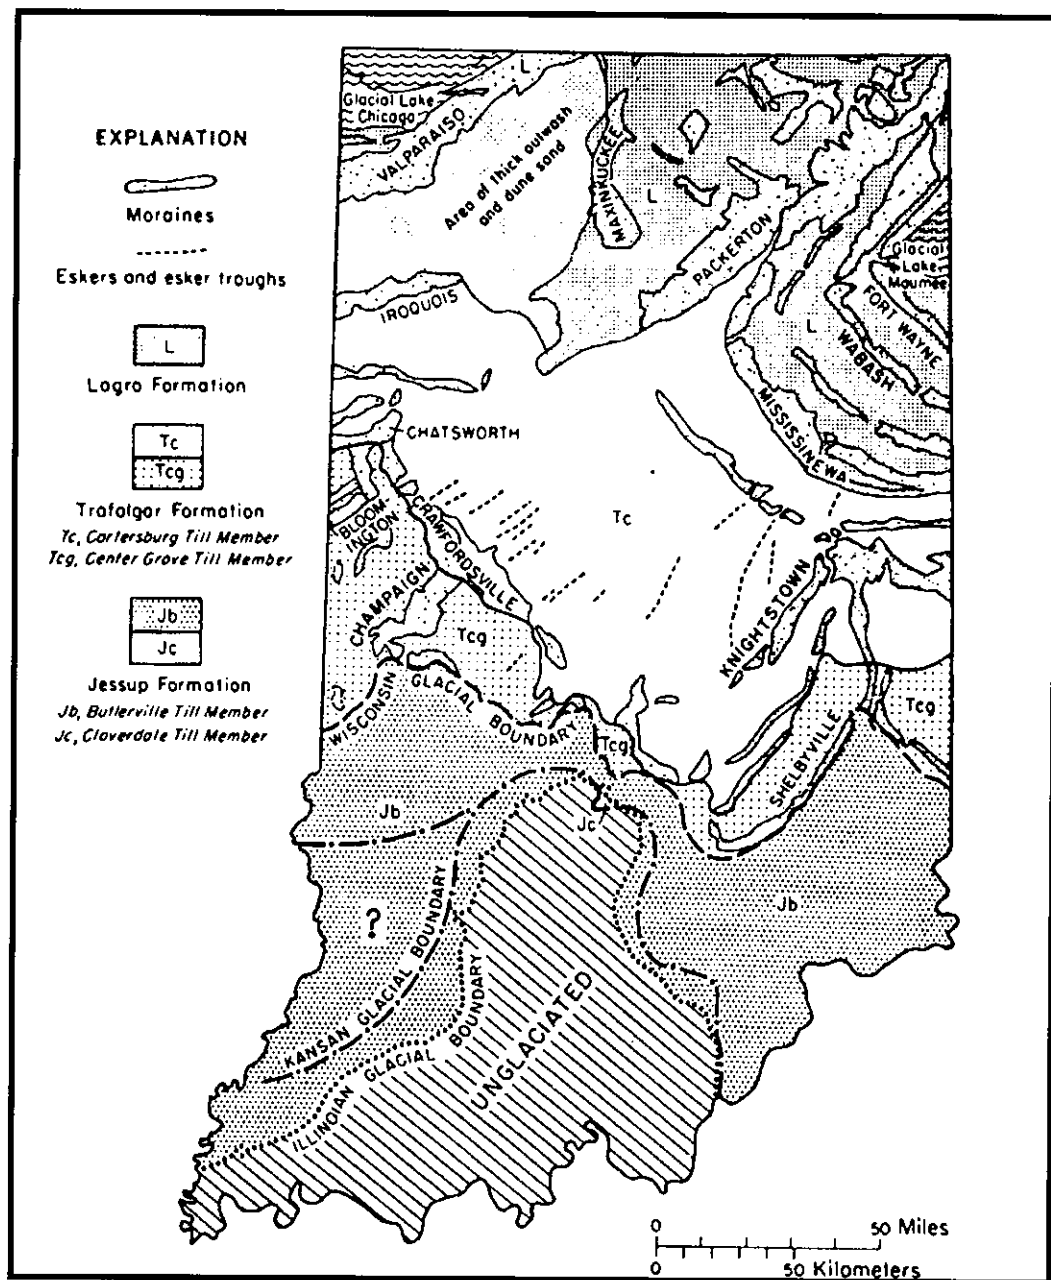 EXPLANATION
Moraines
Eskers and esker troughs
L
Lagro Formation
Tc
Tcg
Trafalgar Formation
Tc, Cartersburg Till Member
Tcg, Center Grove Till Member
Jb
Jc
Jessup Formation
Jb, Butlerville Till Member
Jc, Cloverdale Till Member
Glacial Lake
Chicago
VALPARAISO
L
Area of thick outwash
and dune sand
MAXINKUCKEE
L
PACKERTON
Glacial
Lake
Maumee
FORT WAYNE
L
WABASH
IROQUOIS
MISSISSINEWA
CHATSWORTH
BLOOM-
INGTON
CRAWFORDSVILLE
Tc
CHAMPAIGN
KNIGHTSTOWN
Tcg
Tcg
WISCONSIN GLACIAL BOUNDARY
Tcg
SHELBYVILLE
Jb
Jc
Jb
?
KANSAN GLACIAL BOUNDARY
ILLINOIAN GLACIAL BOUNDARY
UNGLACIATED
0 50 Miles
0 50 Kilometers